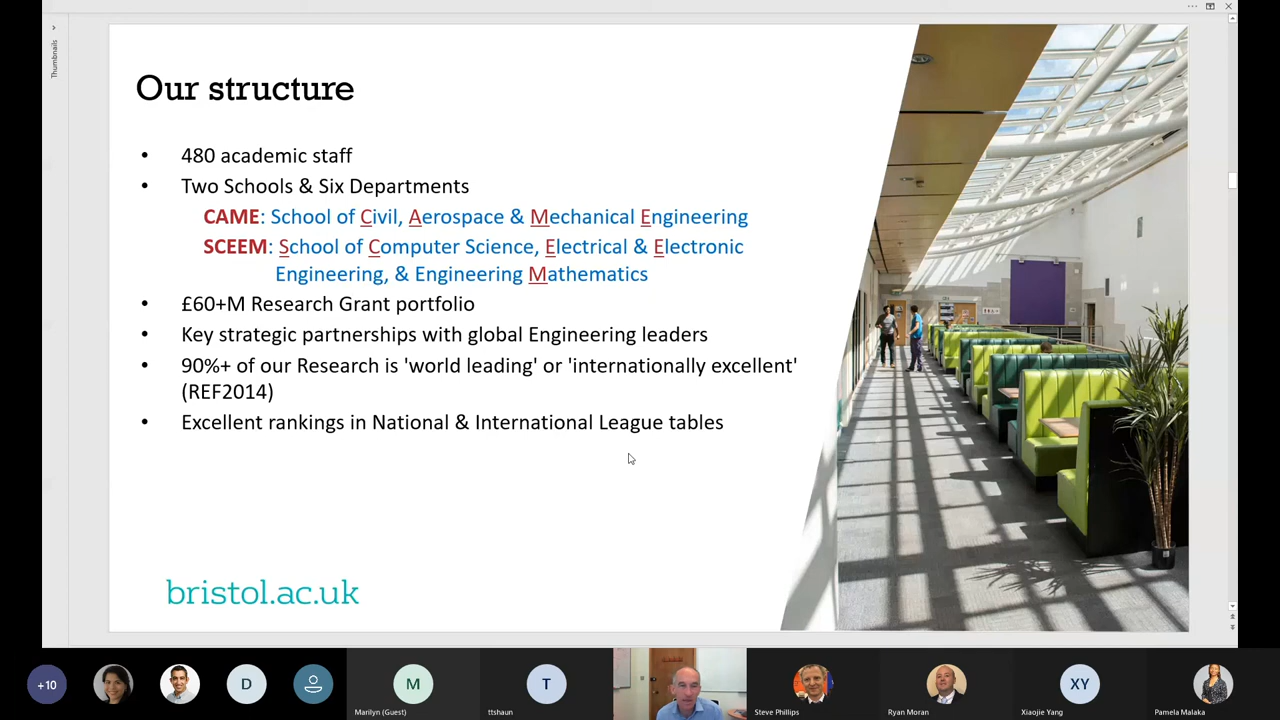 Thumbnails
Our structure
• 480 academic staff
• Two Schools & Six Departments
CAME: School of Civil, Aerospace & Mechanical Engineering
SCEEM: School of Computer Science, Electrical & Electronic
Engineering, & Engineering Mathematics
• £60+M Research Grant portfolio
• Key strategic partnerships with global Engineering leaders
• 90%+ of our Research is 'world leading' or 'internationally excellent'
(REF2014)
• Excellent rankings in National & International League tables
bristol.ac.uk
+10
D
M
Marilyn (Guest)
T
ttshaun
Steve Phillips
Ryan Moran
XY
Xiaojie Yang
Pamela Malaka